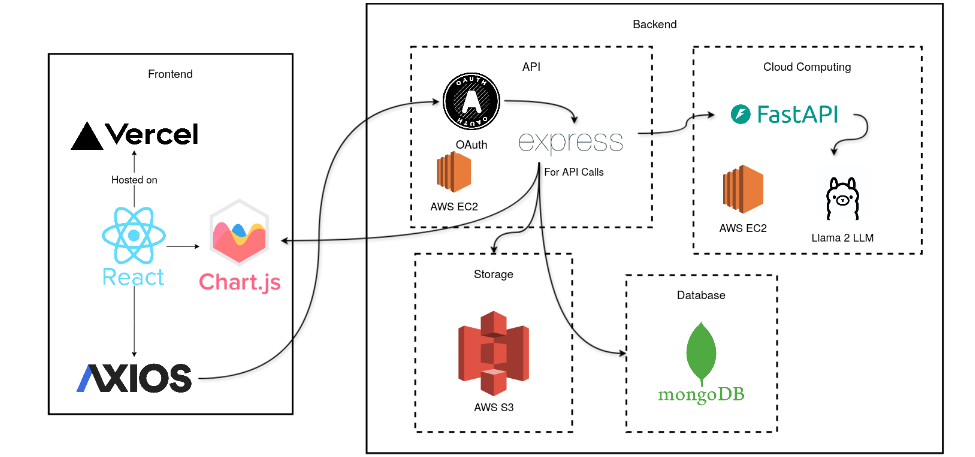 Backend
Frontend
API
Cloud Computing
OAUTH
A
OAUTH
Vercel
FastAPI
OAuth
express
Hosted on
For API Calls
AWS EC2
AWS EC2
Llama 2 LLM
React
Chart.js
Storage
Database
AXIOS
mongoDB
AWS S3